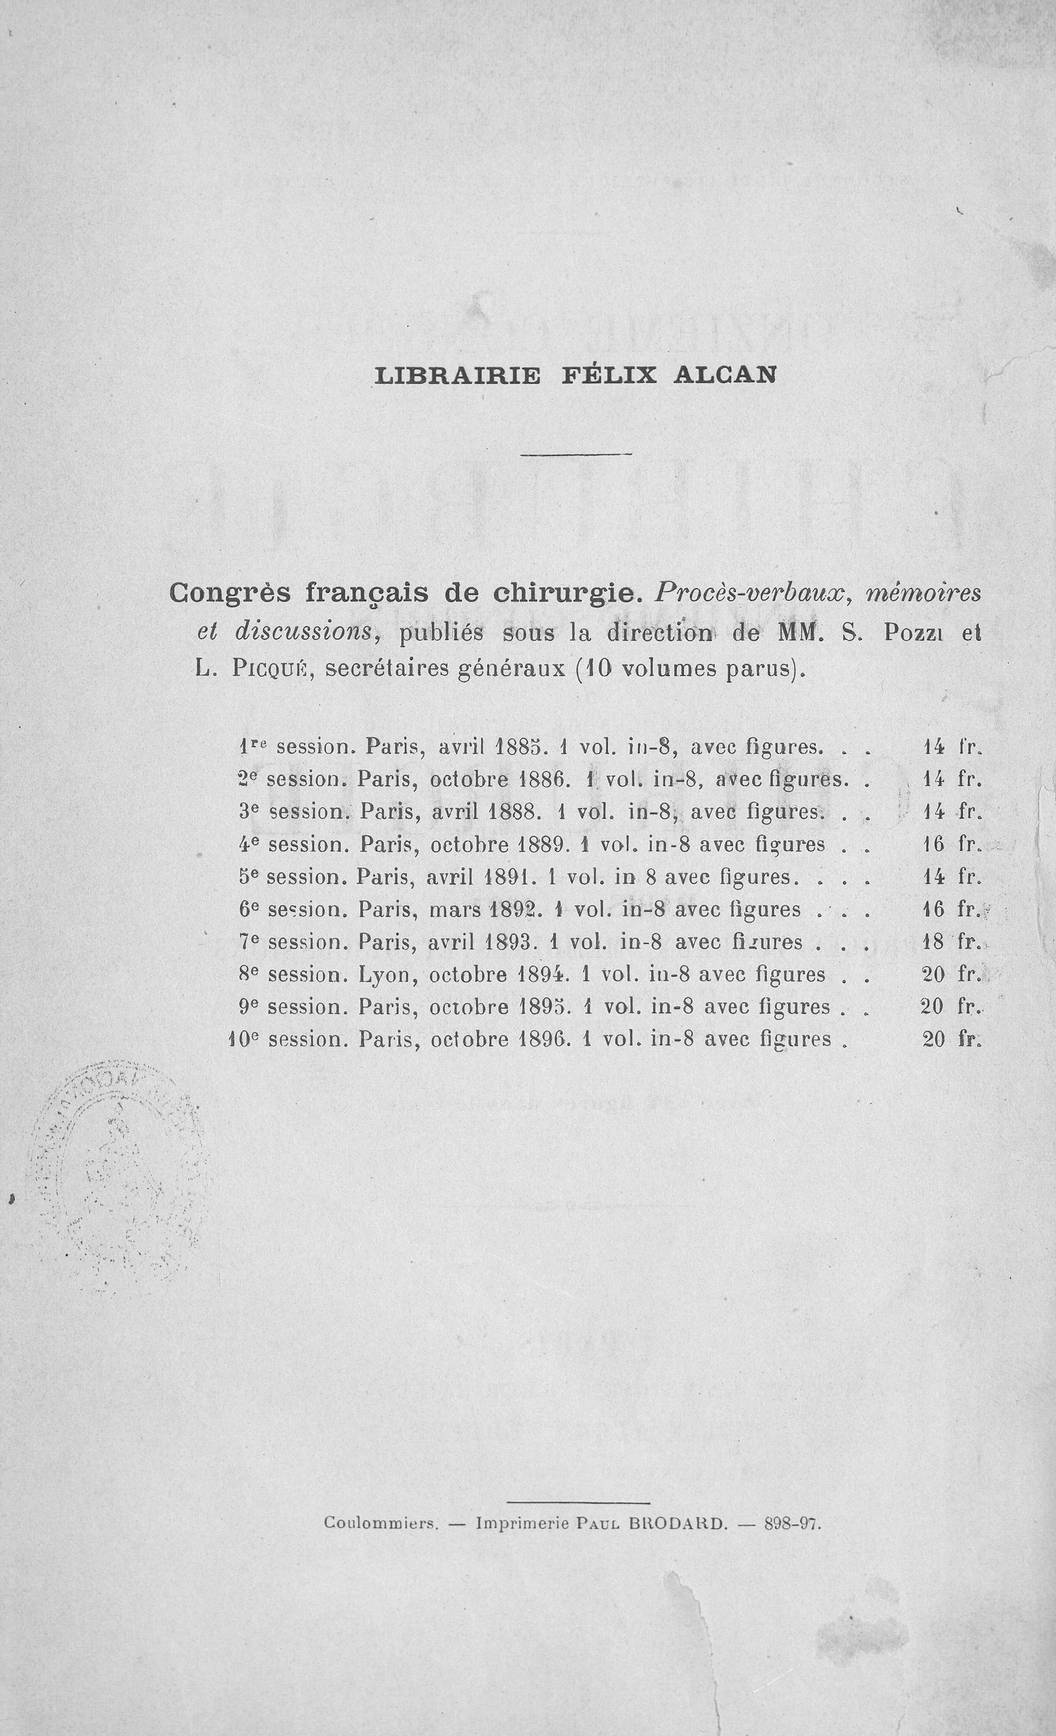 LIBRAIRIE FÉLIX ALCAN
Congrès français de chirurgie. Procès-verbaux, mémoires
et discussions, publiés sous la direction de MM. S. Pozzi et
L. Picqué, secrétaires généraux (10 volumes parus).
1re session. Paris, avril 1885. 1 vol. in-8, avec figures. . . 14 fr.
2e session. Paris, octobre 1886. 1 vol. in-8, avec figures. . 14 fr.
3e session. Paris, avril 1888. 1 vol. in-8, avec figures. . . 14 fr.
4e session. Paris, octobre 1889. 1 vol. in-8 avec figures . . 16 fr.
5e session. Paris, avril 1891. 1 vol. in 8 avec figures. . . . 14 fr.
6e session. Paris, mars 1892. 1 vol. in-8 avec figures . . . 16 fr.
7e session. Paris, avril 1893. 1 vol. in-8 avec figures . . . 18 fr.
8e session. Lyon, octobre 1894. 1 vol. in-8 avec figures . . 20 fr.
9e session. Paris, octobre 1895. 1 vol. in-8 avec figures . . 20 fr.
10e session. Paris, octobre 1896. 1 vol. in-8 avec figures . 20 fr.
Coulommiers. — Imprimerie Paul BRODARD. — 898-97.